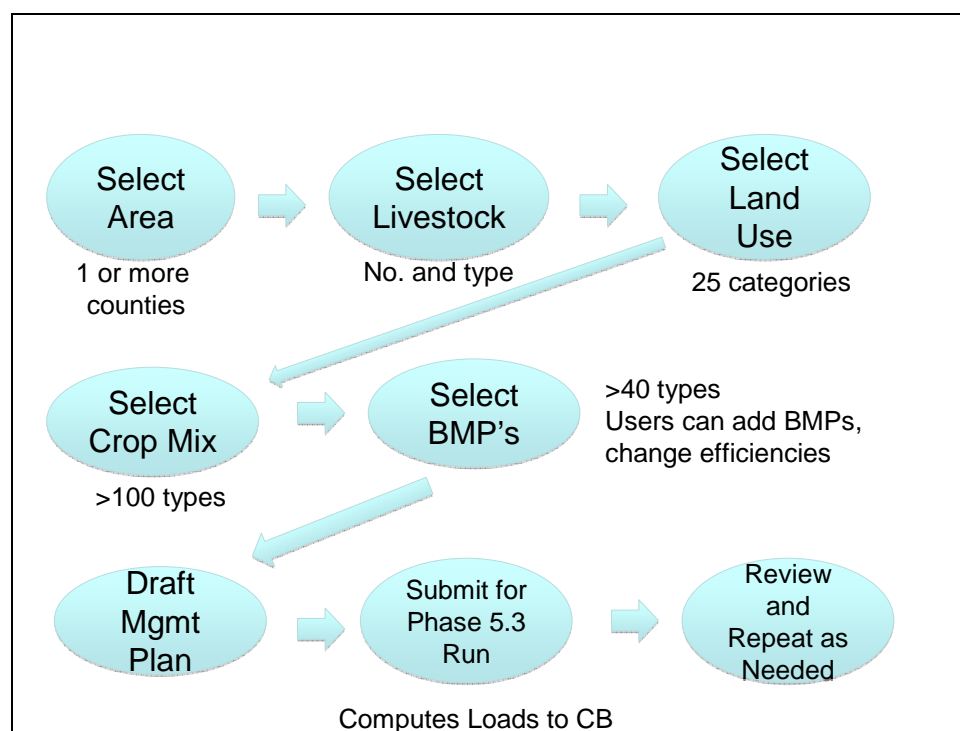 Select
Area
1 or more
counties
Select
Livestock
No. and type
Select
Land
Use
25 categories
Select
Crop Mix
>100 types
Select
BMP's
>40 types
Users can add BMPs,
change efficiencies
Draft
Mgmt
Plan
Submit for
Phase 5.3
Run
Computes Loads to CB
Review
and
Repeat as
Needed